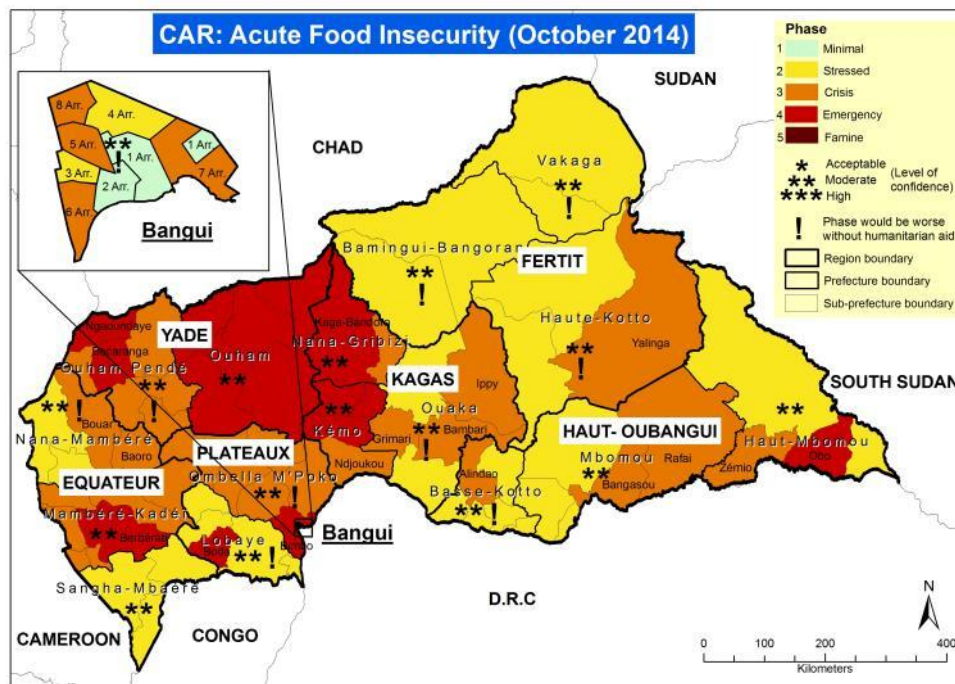 CAR: Acute Food Insecurity (October 2014)
Phase
1 Minimal
2 Stressed
3 Crisis
4 Emergency
5 Famine
* Acceptable
** Moderate
*** High
(Level of confidence)
! Phase would be worse
without humanitarian aid
Region boundary
Prefecture boundary
Sub-prefecture boundary
8 Arr.
4 Arr.
5 Arr.
**
!
1 Arr.
1 Arr.
3 Arr.
2 Arr.
7 Arr.
6 Arr.
Bangui
SUDAN
CHAD
Vakaga
**
!
Bamingui-Bangoran
**
!
FERTIT
Ngaoundaye
YADE
Bocaranga
Ouham Pendé
**
!
Ouham
**
Kaga-Bandoro
Nana-Gribizi
**
Haute-Kotto
**
!
Yalinga
KAGAS
Ippy
Ouaka
**
!
Bambari
Grimari
**
Kémo
SOUTH SUDAN
**
!
Bouar
Nana-Mambéré
Baoro
PLATEAUX
Ndjoukou
HAUT- OUBANGUI
**
Haut-Mbomou
Obo
Zémio
Mbomou
**
Rafai
Bangasou
EQUATEUR
Ombella M'Poko
**
!
Alindao
Basse-Kotto
**
!
Mambéré-Kadéï
**
Berbérati
Lobaye
Boda
**
!
Bimbo
Bangui
Sangha-Mbaéré
**
D.R.C
CAMEROON
CONGO
N
0 100 200 400
Kilometers